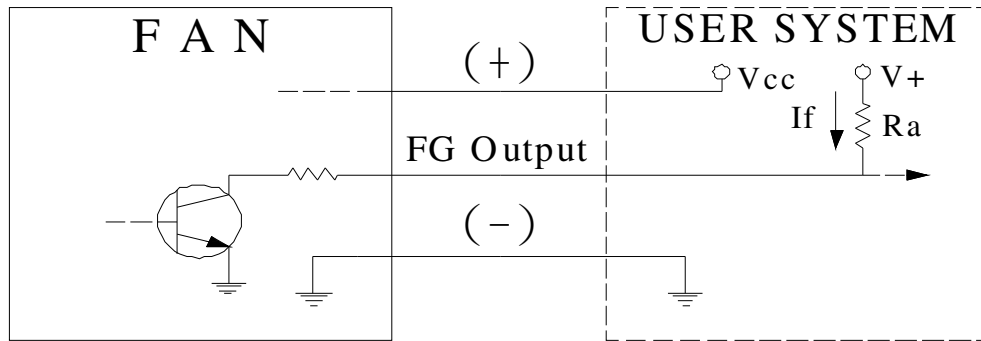 F A N
USER SYSTEM
(+)
Vcc
V+
If
Ra
FG Output
(-)